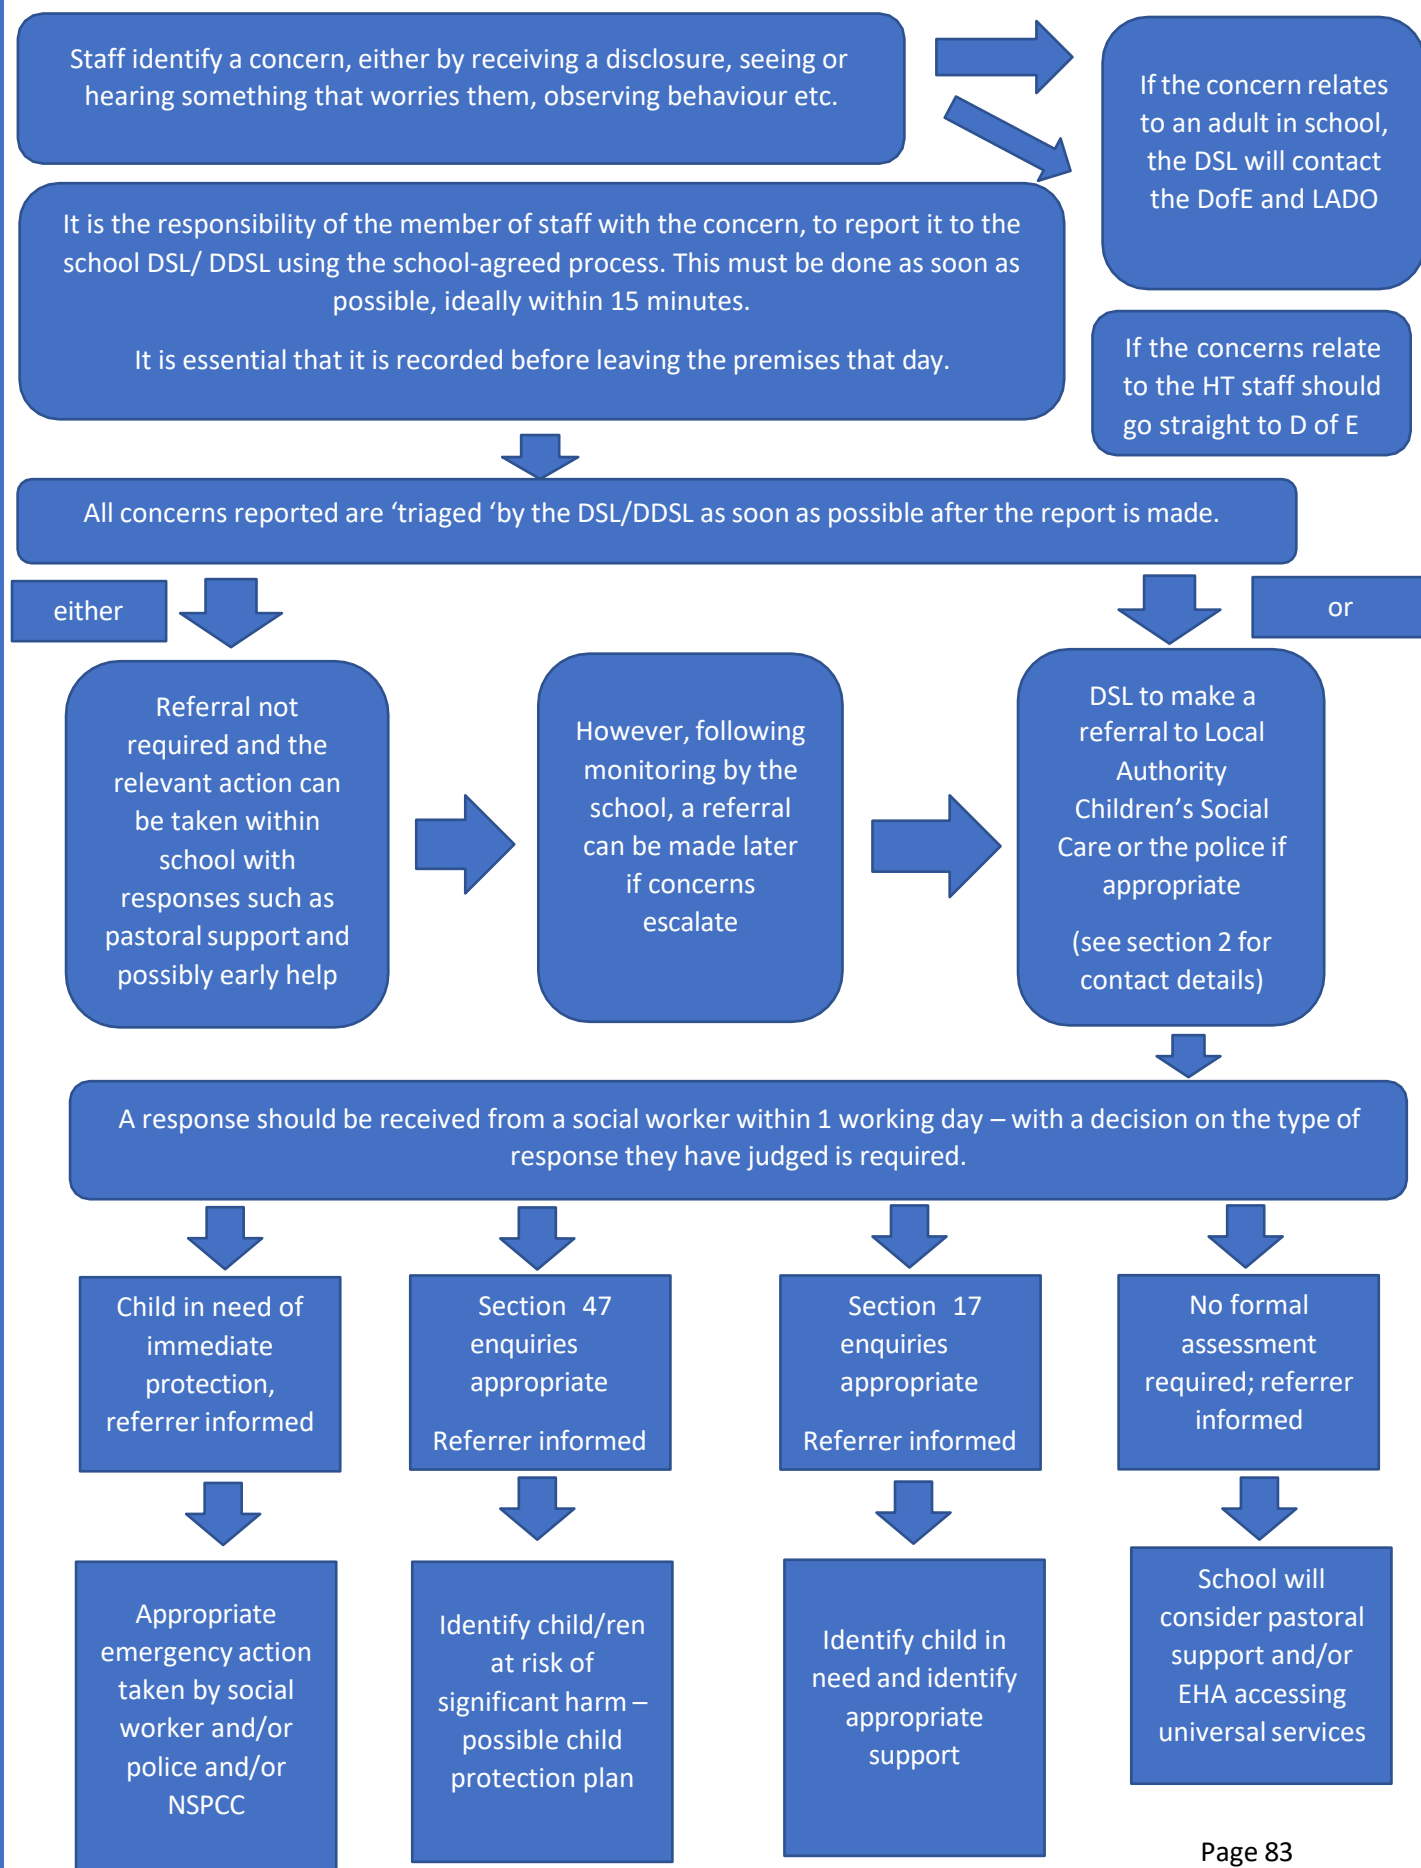 Staff identify a concern, either by receiving a disclosure, seeing or
hearing something that worries them, observing behaviour etc.
If the concern relates
to an adult in school,
the DSL will contact
the DofE and LADO
It is the responsibility of the member of staff with the concern, to report it to the
school DSL/ DDSL using the school-agreed process. This must be done as soon as
possible, ideally within 15 minutes.
It is essential that it is recorded before leaving the premises that day.
If the concerns relate
to the HT staff should
go straight to D of E
All concerns reported are ‘triaged ‘by the DSL/DDSL as soon as possible after the report is made.
either
or
Referral not
required and the
relevant action can
be taken within
school with
responses such as
pastoral support and
possibly early help
However, following
monitoring by the
school, a referral
can be made later
if concerns
escalate
DSL to make a
referral to Local
Authority
Children’s Social
Care or the police if
appropriate
(see section 2 for
contact details)
A response should be received from a social worker within 1 working day – with a decision on the type of
response they have judged is required.
Child in need of
immediate
protection,
referrer informed
Section 47
enquiries
appropriate
Referrer informed
Section 17
enquiries
appropriate
Referrer informed
No formal
assessment
required; referrer
informed
Appropriate
emergency action
taken by social
worker and/or
police and/or
NSPCC
Identify child/ren
at risk of
significant harm –
possible child
protection plan
Identify child in
need and identify
appropriate
support
School will
consider pastoral
support and/or
EHA accessing
universal services
Page 83